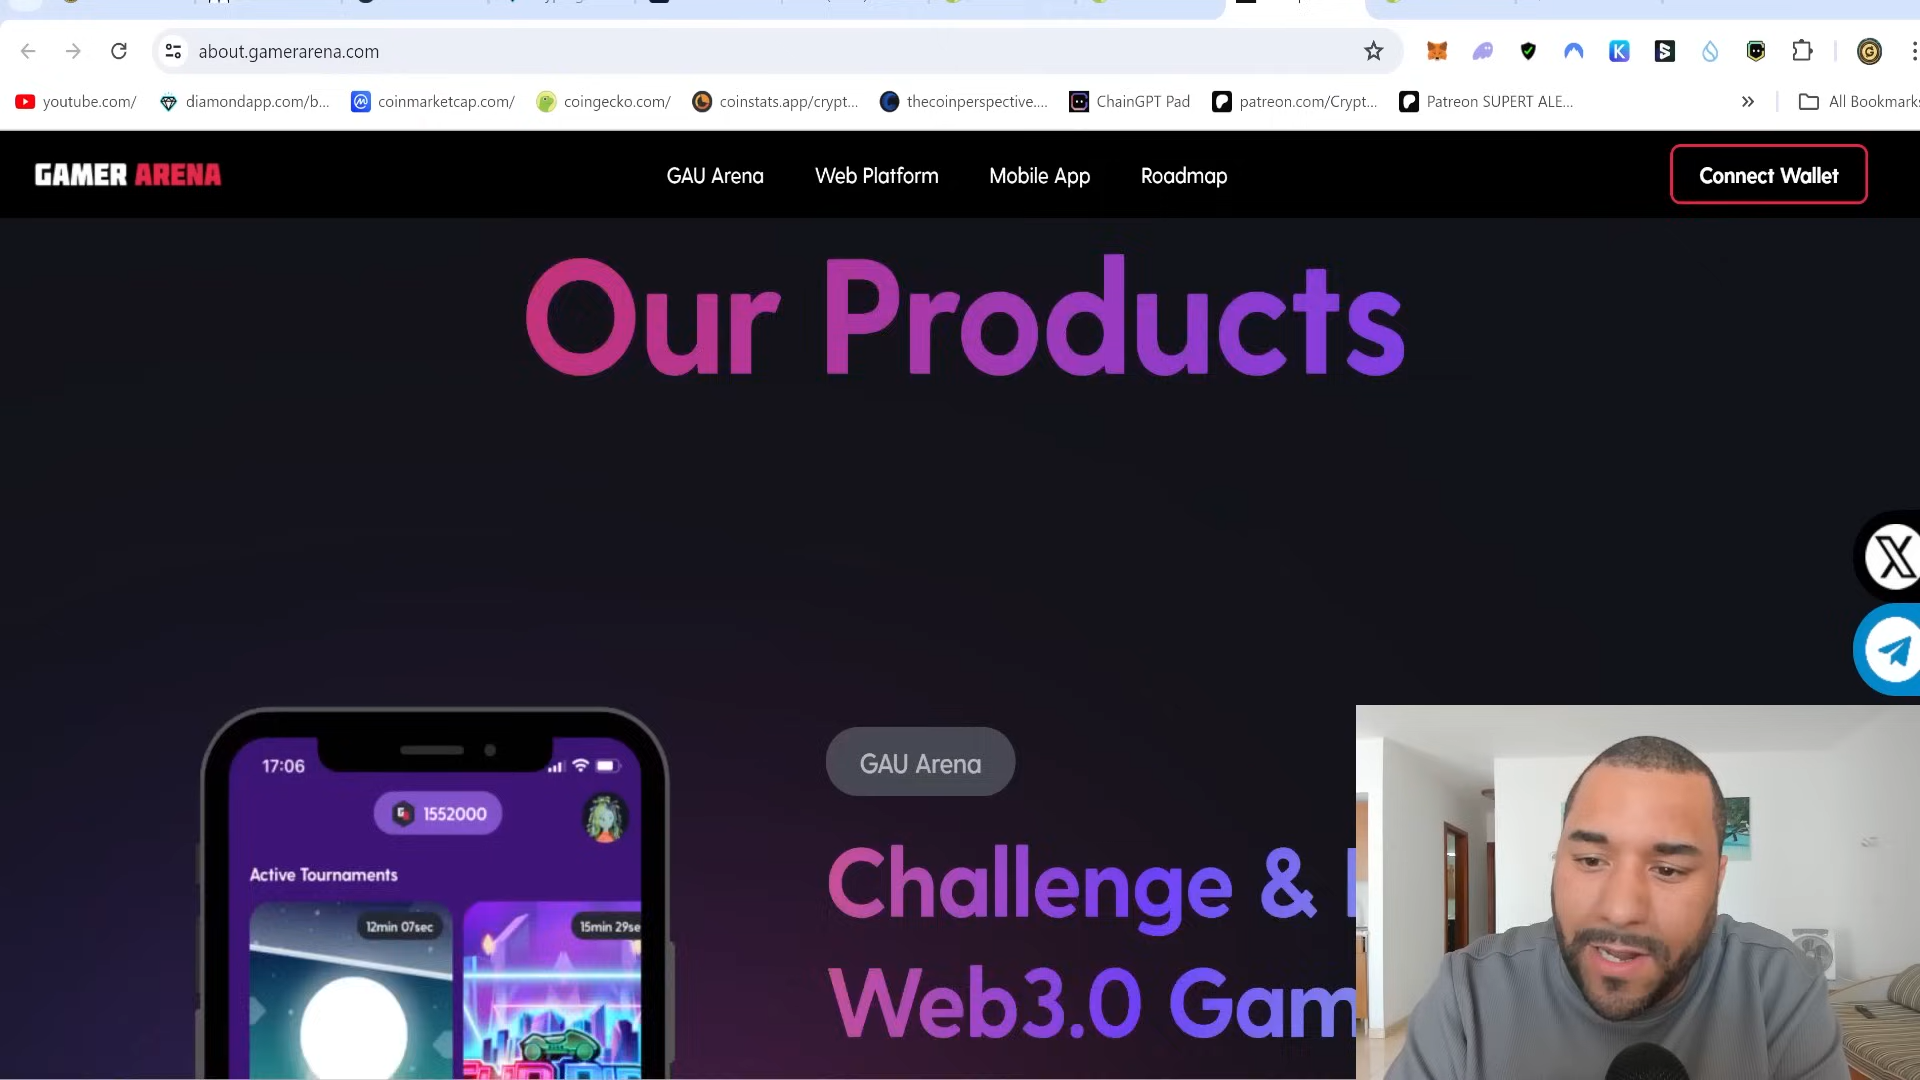 about.gamerarena.com
youtube.com/ diamondapp.com/b... coinmarketcap.com/ coingecko.com/ coinstats.app/crypt... thecoinperspective.... ChainGPT Pad patreon.com/Crypt... Patreon SUPERT ALE... All Bookmarks
GAMER ARENA GAU Arena Web Platform Mobile App Roadmap Connect Wallet
Our Products
17:06
1552000
GAU Arena
Active Tournaments
Challenge &
12min 07sec 15min 29se
Web3.0 Gam